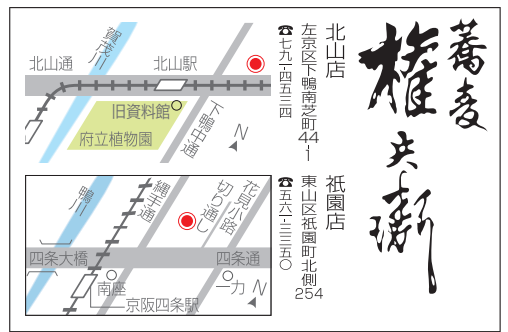 蕎麦
権兵衛
北山店
左京区下鴨南芝町44-1
☎七九一-四五三四
祇園店
東山区祇園町北側254
☎五六一-三三五〇
賀茂川
北山通
北山駅
旧資料館
府立植物園
下鴨中通
N
鴨川
縄手通
切り通し
花見小路
四条大橋
四条通
南座
一力
N
京阪四条駅